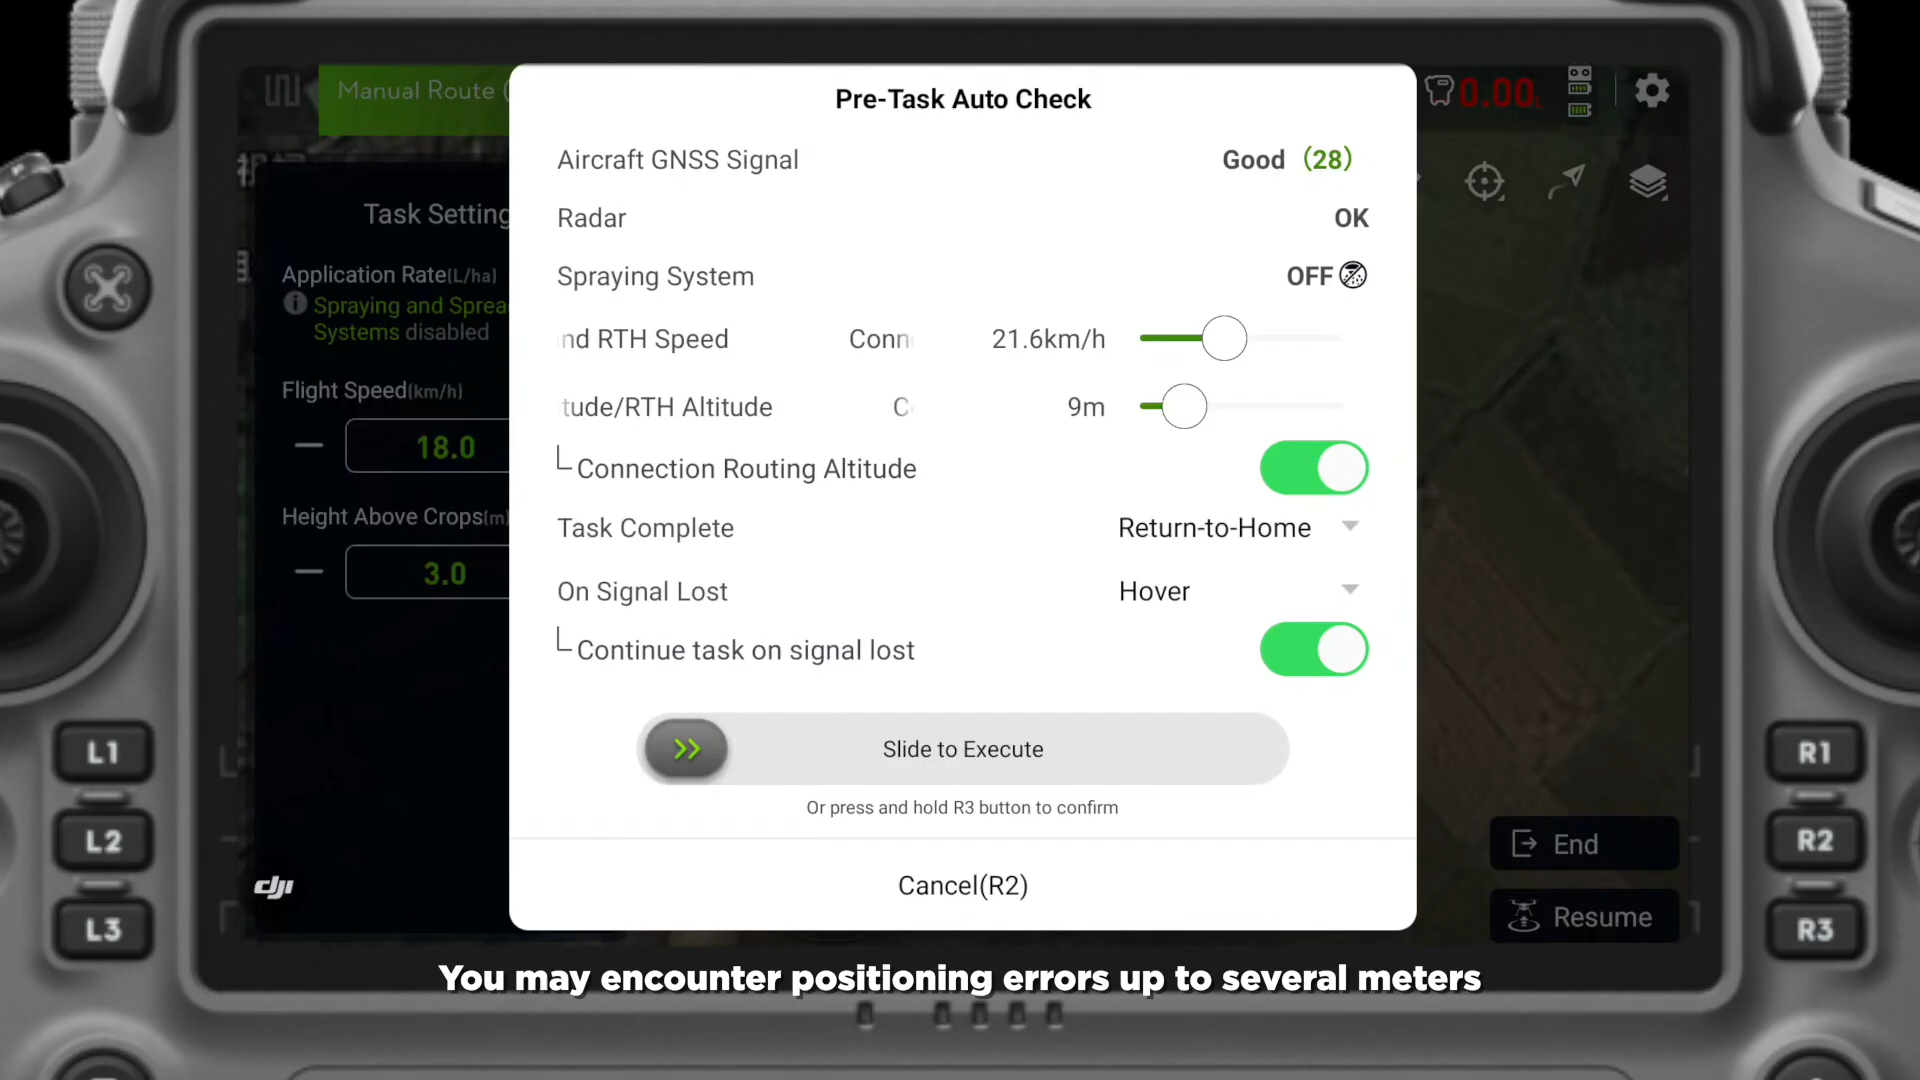 Manual Route (
0.00
Pre-Task Auto Check
Aircraft GNSS Signal Good (28)
Radar OK
Spraying System OFF
nd RTH Speed Conn 21.6km/h
tude/RTH Altitude C 9m
Connection Routing Altitude
Task Complete Return-to-Home
On Signal Lost Hover
Continue task on signal lost
Slide to Execute
Or press and hold R3 button to confirm
Cancel(R2)
Task Setting
Application Rate(L/ha)
Spraying and Sprea
Systems disabled
Flight Speed(km/h)
— 18.0
Height Above Crops(m)
— 3.0
dji
End
Resume
L1
L2
L3
R1
R2
R3
You may encounter positioning errors up to several meters